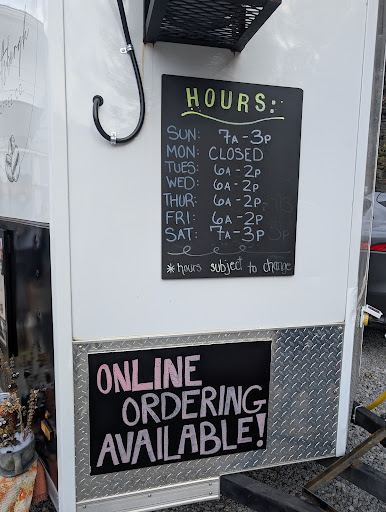 HOURS:
SUN: 7A-3P
MON: CLOSED
TUES: 6A-2P
WED: 6A-2P
THUR: 6A-2P
FRI: 6A-2P
SAT: 7A-3P
*hours subject to change
ONLINE
ORDERING
AVAILABLE!